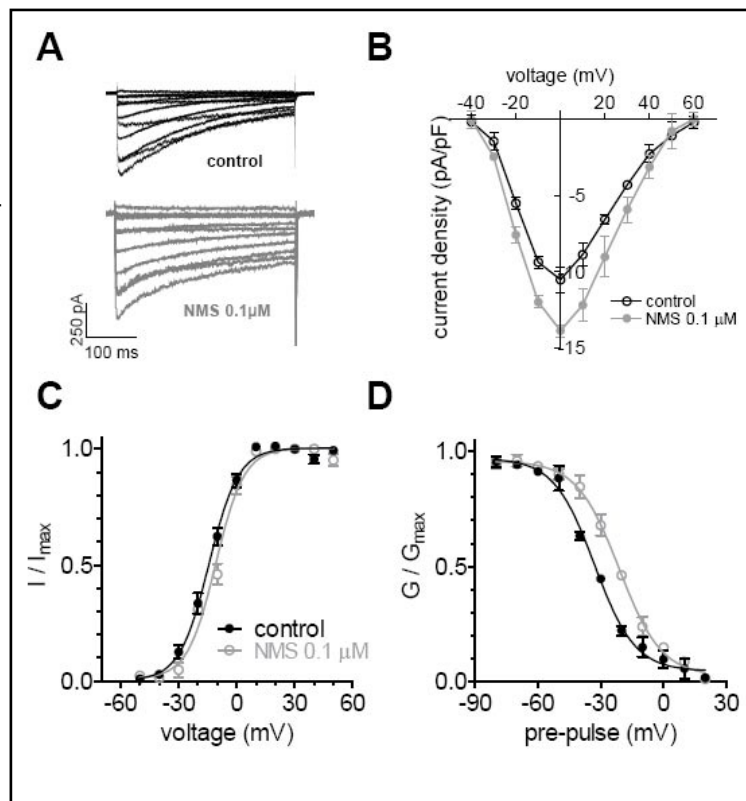 A
control
NMS 0.1µM
250 pA
100 ms
B
voltage (mV)
-40 -20 0 20 40 60
-5
-10
-15
current density (pA/pF)
control
NMS 0.1 µM
C
1.0
0.5
0.0
I / Imax
-60 -30 0 30 60
voltage (mV)
control
NMS 0.1 µM
D
1.0
0.5
0.0
G / Gmax
-90 -60 -30 0 30
pre-pulse (mV)